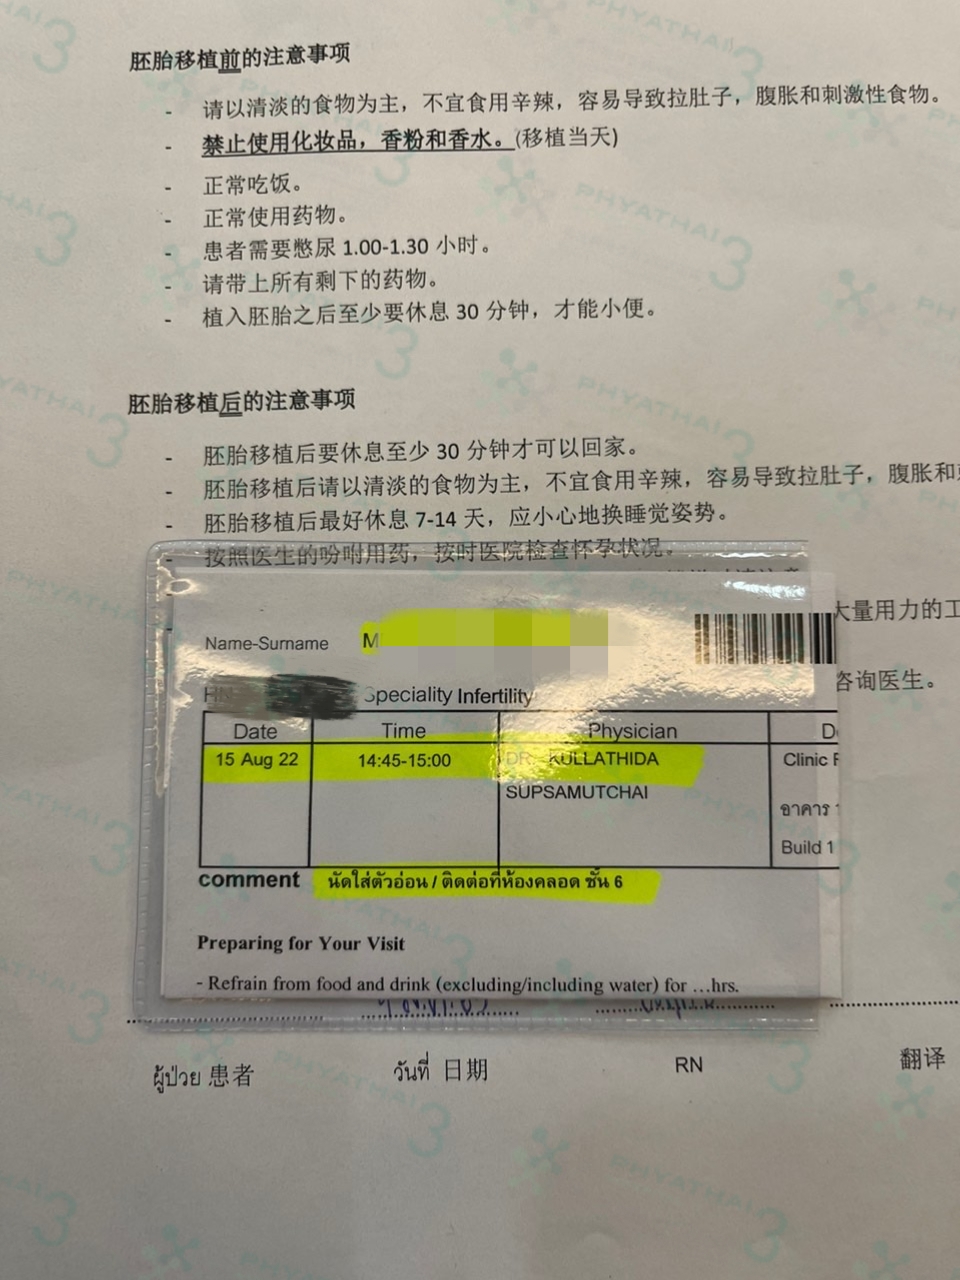 胚胎移植前的注意事项
- 请以清淡的食物为主，不宜食用辛辣，容易导致拉肚子，腹胀和刺激性食物。
- 禁止使用化妆品，香粉和香水。(移植当天)
- 正常吃饭。
- 正常使用药物。
- 患者需要憋尿 1.00-1.30 小时。
- 请带上所有剩下的药物。
- 植入胚胎之后至少要休息 30 分钟，才能小便。
胚胎移植后的注意事项
- 胚胎移植后要休息至少 30 分钟才可以回家。
- 胚胎移植后请以清淡的食物为主，不宜食用辛辣，容易导致拉肚子，腹胀和
- 胚胎移植后最好休息 7-14 天，应小心地换睡觉姿势。
- 按照医生的吩咐用药，按时医院检查怀孕状况。
大量用力的工
咨询医生。
Name-Surname M
HN Speciality Infertility
Date Time Physician
15 Aug 22 14:45-15:00 DR. KULLATHIDA Clinic
SUPSAMUTCHAI
อาคาร 1
Build 1
comment นัดใส่ตัวอ่อน / ติดต่อที่ห้องคลอด ชั้น 6
Preparing for Your Visit
- Refrain from food and drink (excluding/including water) for ...hrs.
ผู้ป่วย 患者 วันที่ 日期 RN 翻译
PHYATHAI 3